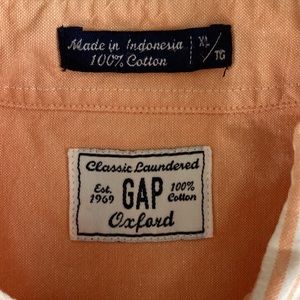 Made in Indonesia
100% Cotton
XL/TG
Classic Laundered
Est. 1969 GAP 100% Cotton
Oxford